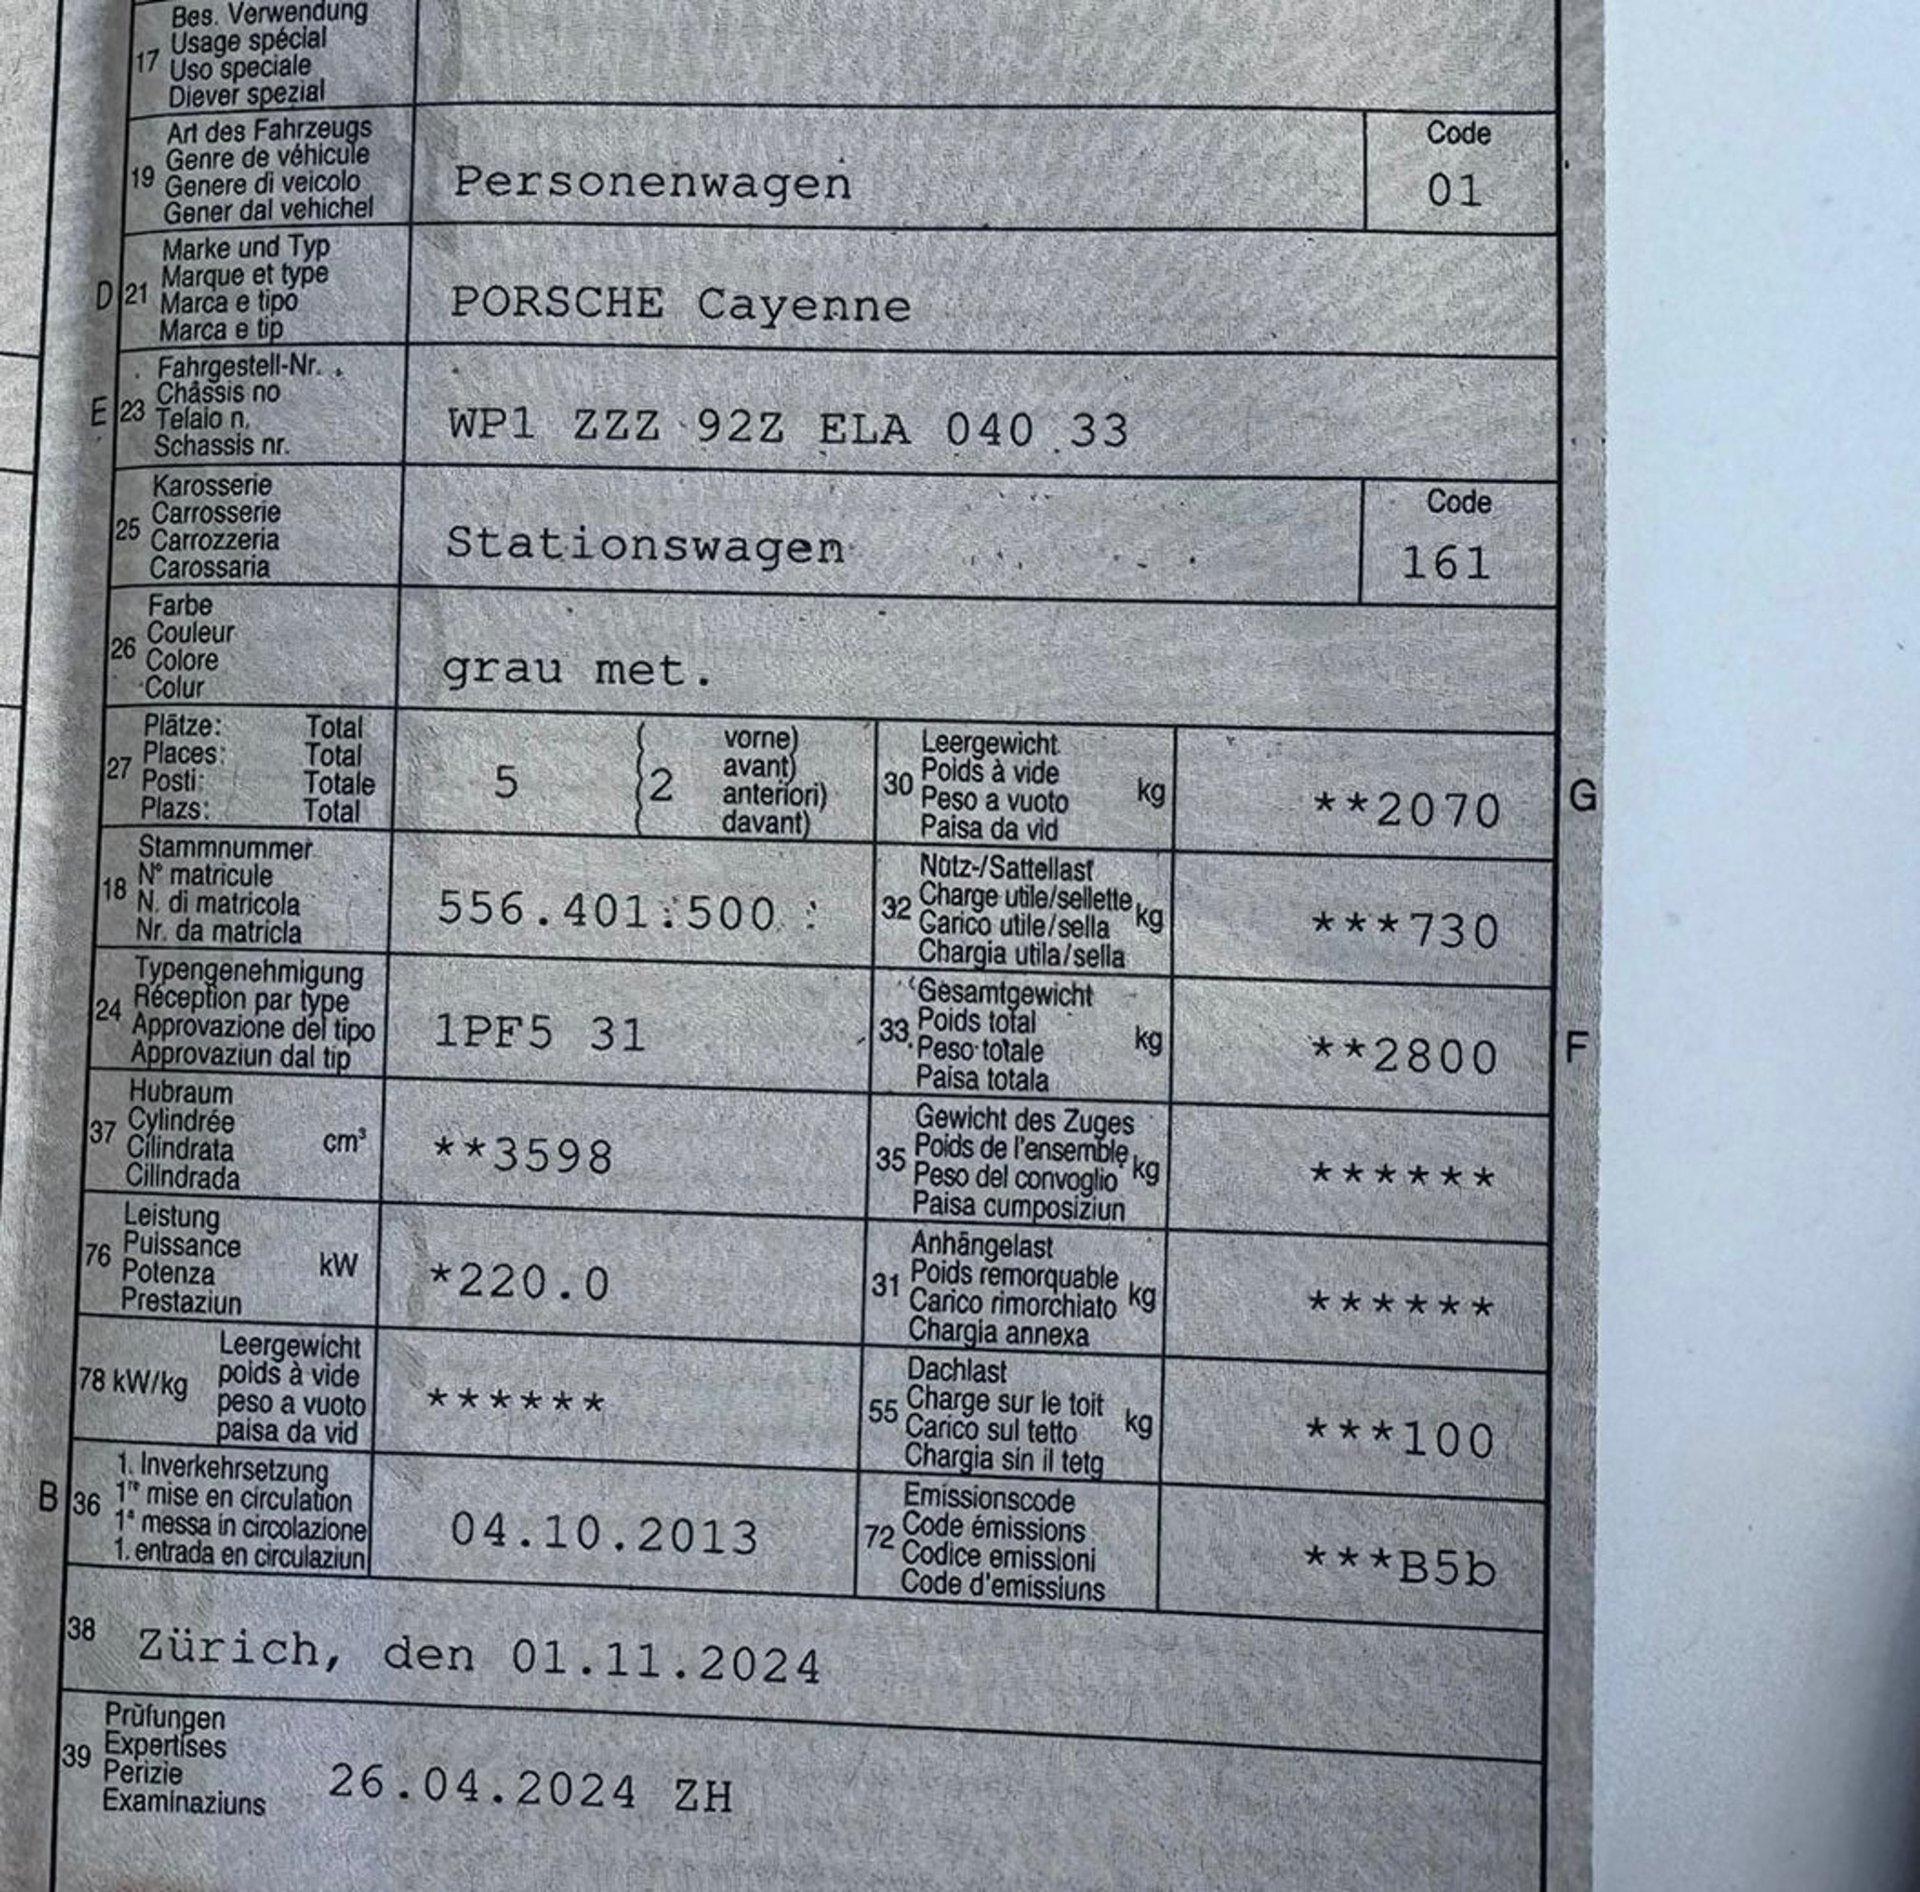 Bes. Verwendung
17 Usage spécial
Uso speciale
Diever spezial
Art des Fahrzeugs
19 Genre de véhicule
Genere di veicolo
Gener dal vehichel
Personenwagen
Code
01
Marke und Typ
D 21 Marque et type
Marca e tipo
Marca e tip
PORSCHE Cayenne
Fahrgestell-Nr.
E 23 Châssis no
Telaio n.
Schassis nr.
WP1 ZZZ 92Z ELA 040 33
Karosserie
25 Carrosserie
Carrozzeria
Carossaria
Stationswagen
Code
161
Farbe
26 Couleur
Colore
Colur
grau met.
Plätze: Total
27 Places: Total
Posti: Totale
Plazs: Total
5 2
vorne)
avant)
anteriori)
davant)
Leergewicht
30 Poids à vide kg
Peso a vuoto
Paisa da vid
**2070 G
Stammnummer
18 N° matricule
N. di matricola
Nr. da matricla
556.401.500
Nutz-/Sattellast
32 Charge utile/sellette kg
Carico utile/sella
Chargia utila/sella
***730
Typengenehmigung
24 Réception par type
Approvazione del tipo
Approvaziun dal tip
1PF5 31
Gesamtgewicht
33 Poids total kg
Peso totale
Paisa totala
**2800 F
Hubraum
37 Cylindrée cm³
Cilindrata
Cilindrada
**3598
Gewicht des Zuges
35 Poids de l'ensemble kg
Peso del convoglio
Paisa cumposiziun
******
Leistung
76 Puissance kW
Potenza
Prestaziun
*220.0
Anhängelast
31 Poids remorquable kg
Carico rimorchiato
Chargia annexa
******
Leergewicht
78 kW/kg poids à vide
peso a vuoto
paisa da vid
******
Dachlast
55 Charge sur le toit kg
Carico sul tetto
Chargia sin il tetg
***100
1. Inverkehrsetzung
B 36 1re mise en circulation
1a messa in circolazione
1. entrada en circulaziun
04.10.2013
Emissionscode
72 Code émissions
Codice emissioni
Code d'emissiuns
***B5b
38 Zürich, den 01.11.2024
Prüfungen
39 Expertises
Perizie
Examinaziuns
26.04.2024 ZH